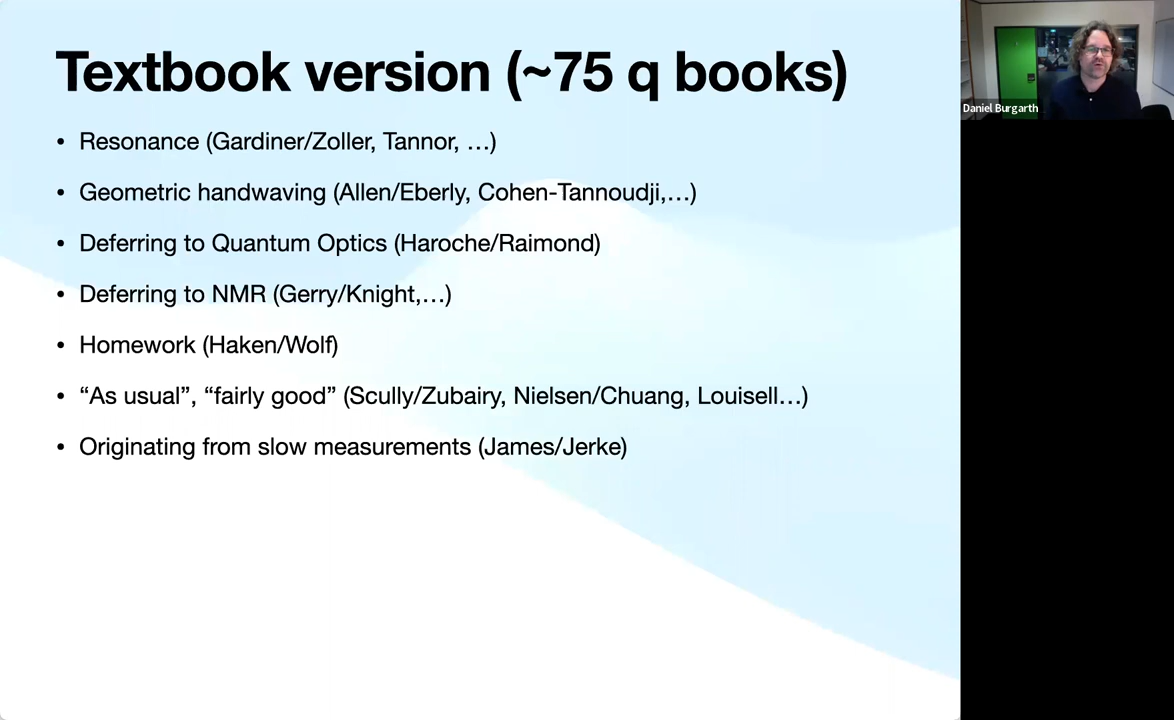 Textbook version (~75 q books)
• Resonance (Gardiner/Zoller, Tannor, …)
• Geometric handwaving (Allen/Eberly, Cohen-Tannoudji,…)
• Deferring to Quantum Optics (Haroche/Raimond)
• Deferring to NMR (Gerry/Knight,…)
• Homework (Haken/Wolf)
• “As usual”, “fairly good” (Scully/Zubairy, Nielsen/Chuang, Louisell…)
• Originating from slow measurements (James/Jerke)
Daniel Burgarth